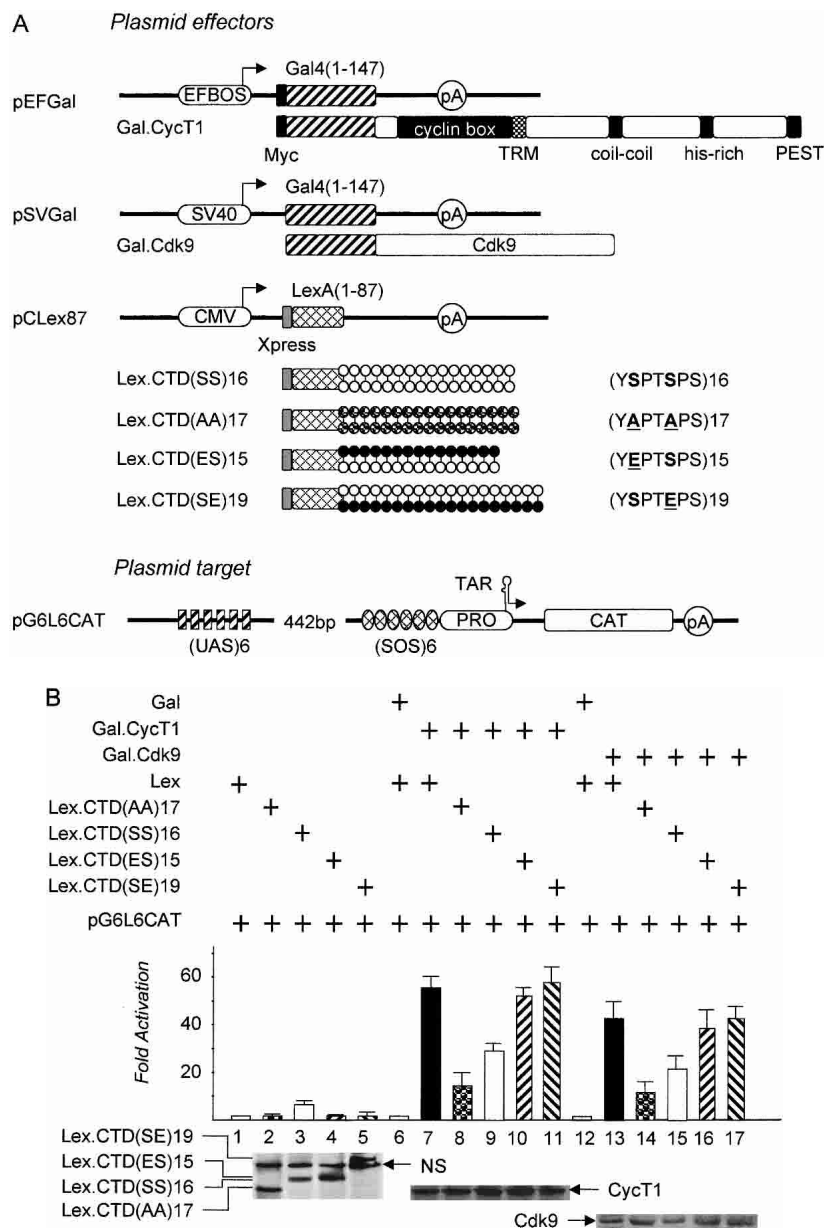 A
Plasmid effectors
Gal4(1-147)
pEFGal
EFBOS
pA
Gal.CycT1
cyclin box
Myc
TRM
coil-coil
his-rich
PEST
Gal4(1-147)
pSVGal
SV40
pA
Gal.Cdk9
Cdk9
LexA(1-87)
pCLex87
CMV
pA
Xpress
Lex.CTD(SS)16
(YSPTSPS)16
Lex.CTD(AA)17
(YAPTAPS)17
Lex.CTD(ES)15
(YEPTSPS)15
Lex.CTD(SE)19
(YSPTEPS)19
Plasmid target
TAR
pG6L6CAT
442bp
PRO
CAT
pA
(UAS)6
(SOS)6
B
Gal + +
Gal.CycT1 + + + + +
Gal.Cdk9 + + + + +
Lex + + + + +
Lex.CTD(AA)17 + + +
Lex.CTD(SS)16 + + +
Lex.CTD(ES)15 + + +
Lex.CTD(SE)19 + + +
pG6L6CAT + + + + + + + + + + + + + + + + +
Fold Activation
60
40
20
1 2 3 4 5 6 7 8 9 10 11 12 13 14 15 16 17
Lex.CTD(SE)19
Lex.CTD(ES)15
NS
Lex.CTD(SS)16
CycT1
Lex.CTD(AA)17
Cdk9